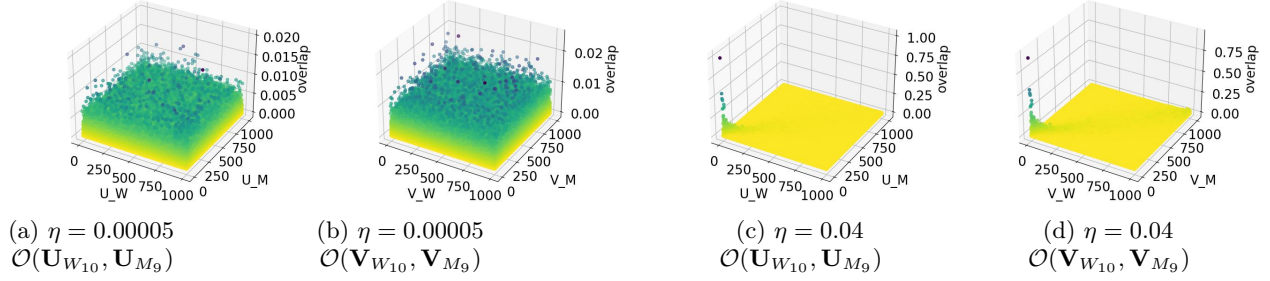 0.020
0.015
0.010
0.005
0.000
overlap
0
250
500
750
1000
U_W
0
250
500
750
1000
U_M
0.02
0.01
0.00
overlap
0
250
500
750
1000
V_W
0
250
500
750
1000
V_M
1.00
0.75
0.50
0.25
0.00
overlap
0
250
500
750
1000
U_W
0
250
500
750
1000
U_M
0.75
0.50
0.25
0.00
overlap
0
250
500
750
1000
V_W
0
250
500
750
1000
V_M
(a) η = 0.00005
𝒪(𝐔_{W_{10}}, 𝐔_{M_9})
(b) η = 0.00005
𝒪(𝐕_{W_{10}}, 𝐕_{M_9})
(c) η = 0.04
𝒪(𝐔_{W_{10}}, 𝐔_{M_9})
(d) η = 0.04
𝒪(𝐕_{W_{10}}, 𝐕_{M_9})